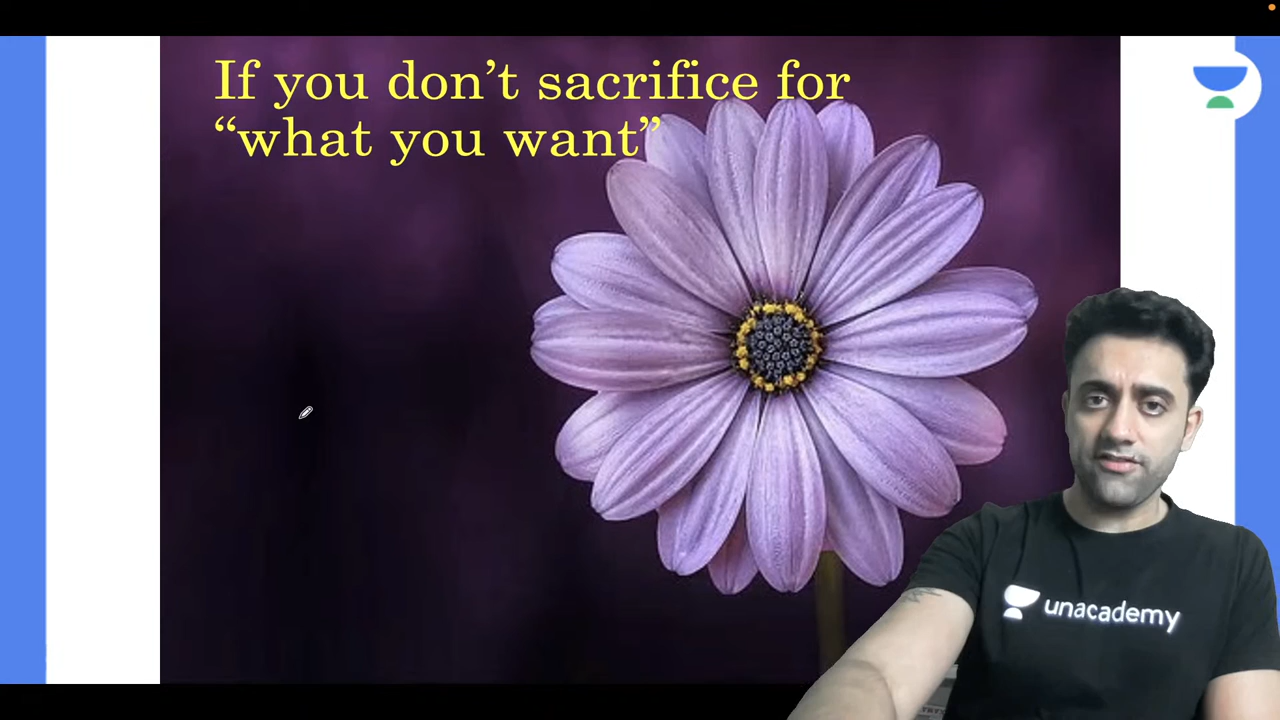 If you don’t sacrifice for
“what you want”
unacademy